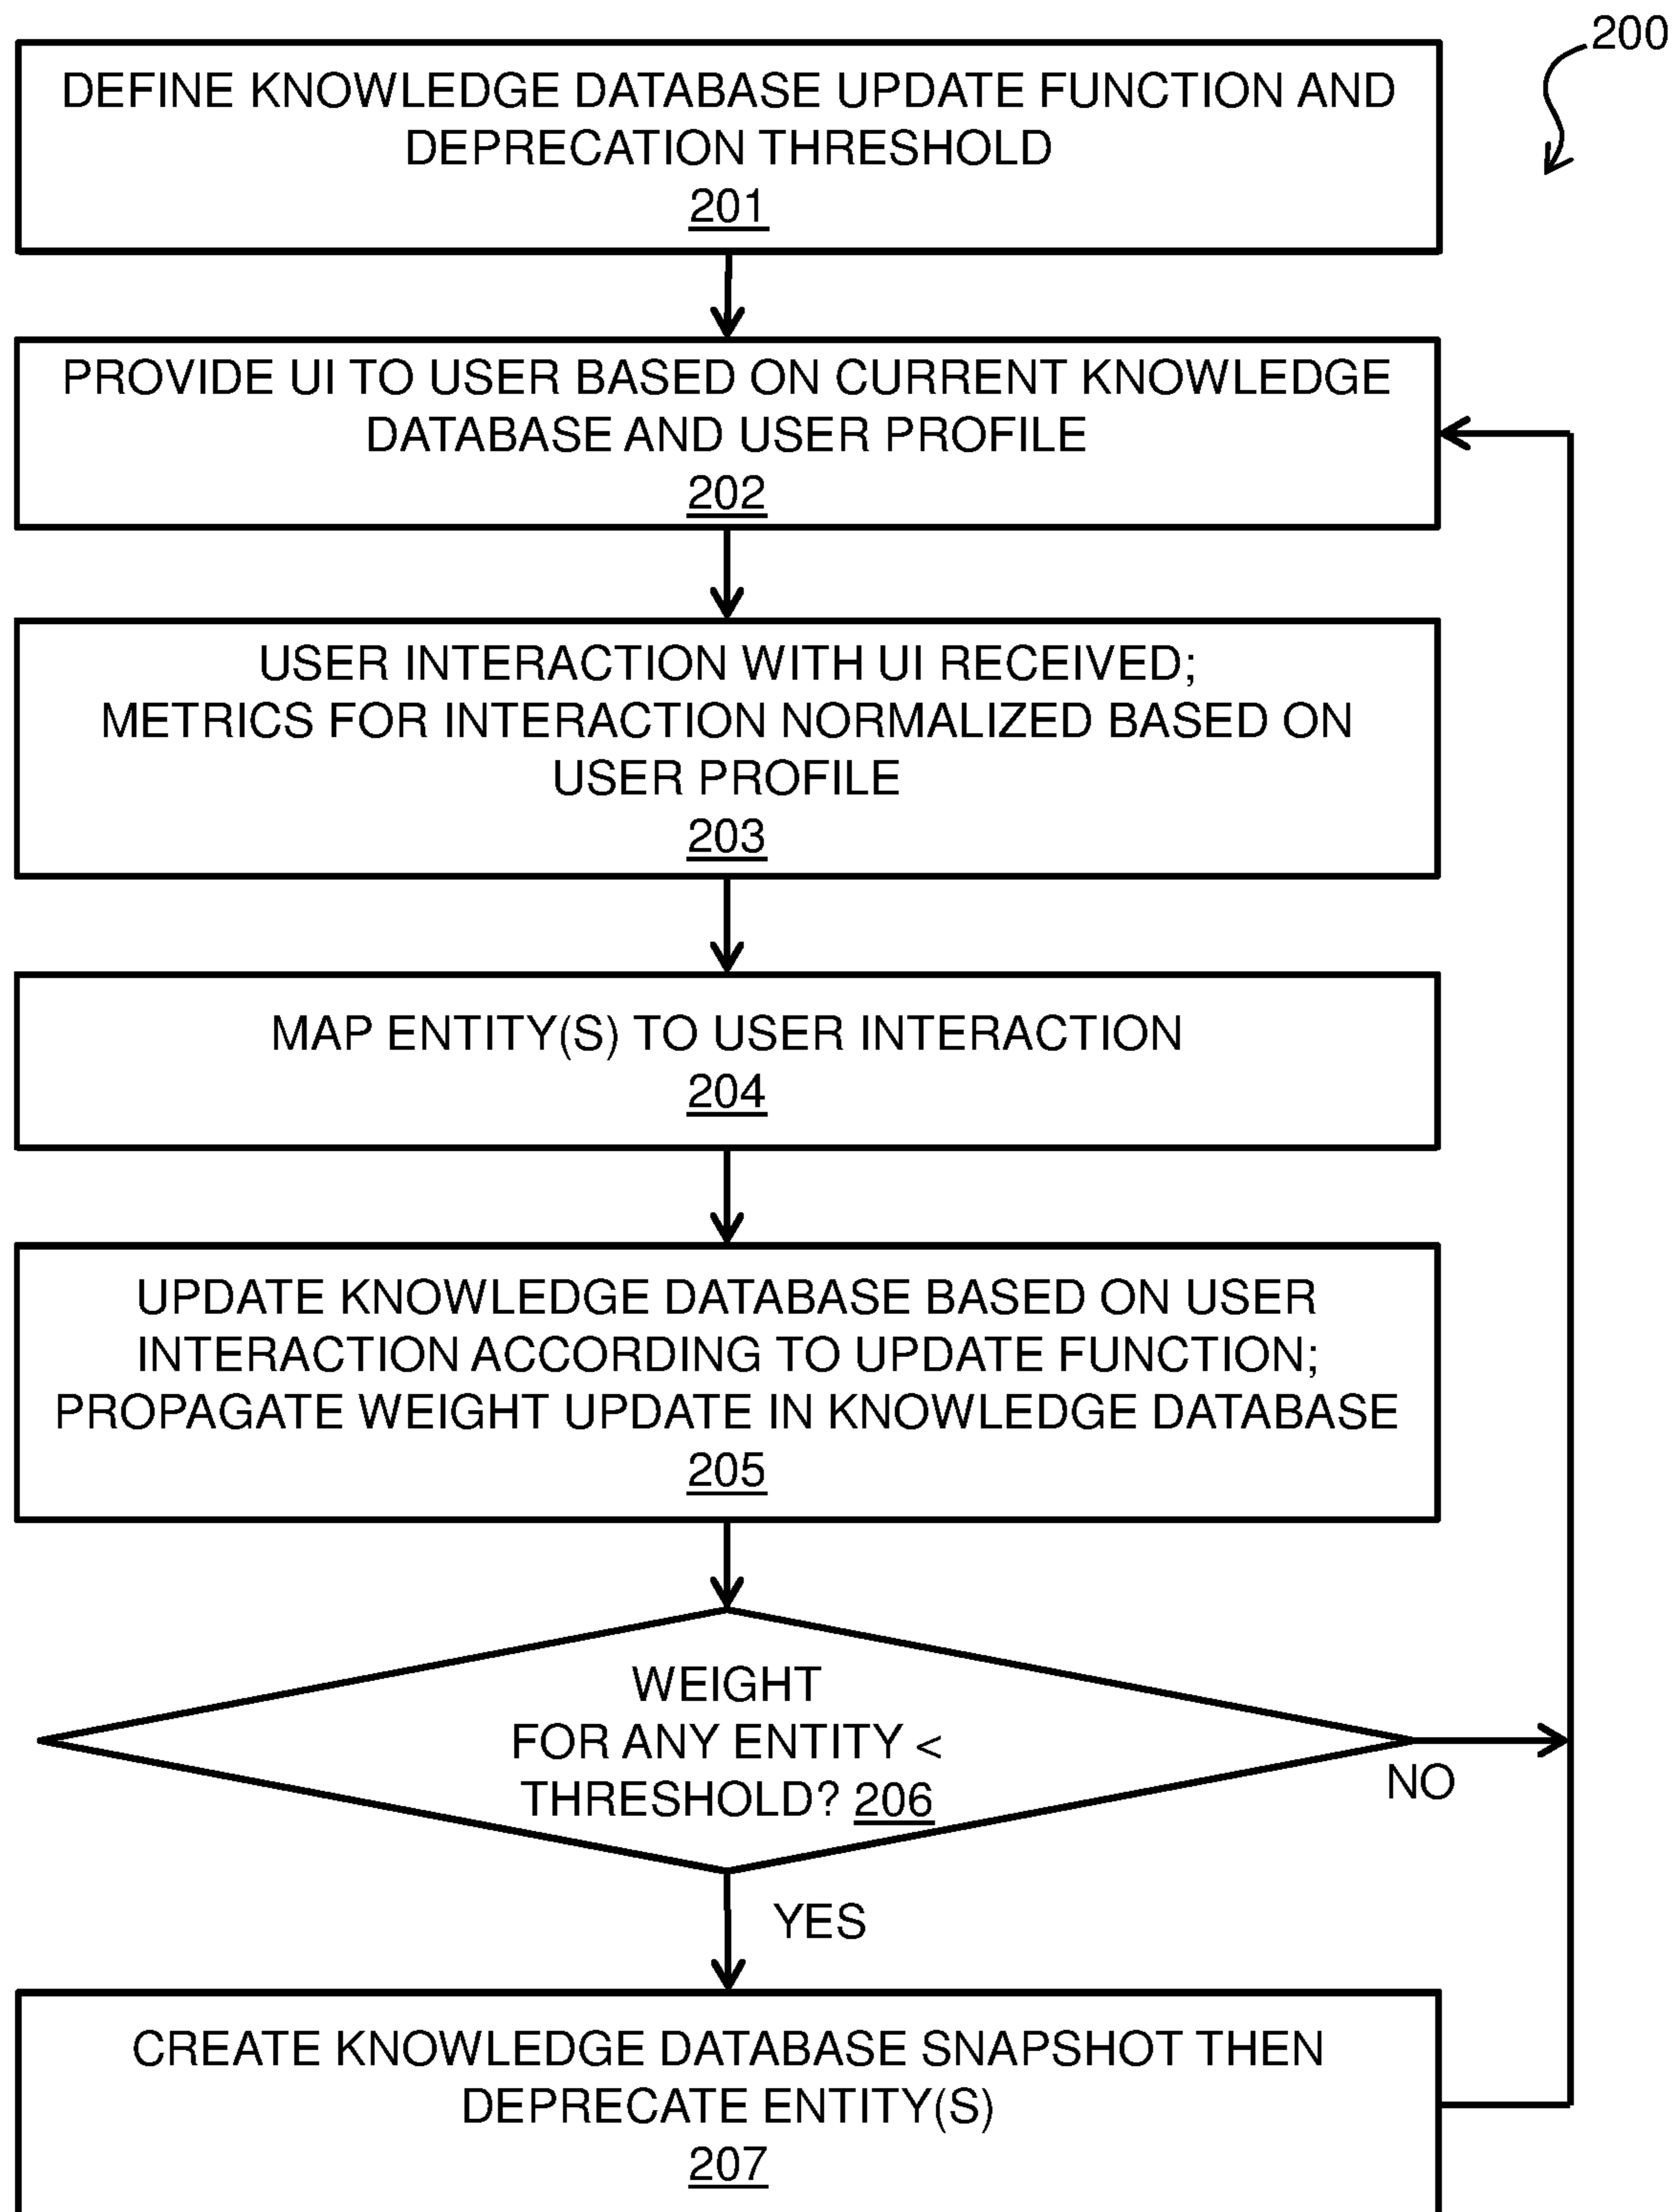 200
DEFINE KNOWLEDGE DATABASE UPDATE FUNCTION AND
DEPRECATION THRESHOLD
201
PROVIDE UI TO USER BASED ON CURRENT KNOWLEDGE
DATABASE AND USER PROFILE
202
USER INTERACTION WITH UI RECEIVED;
METRICS FOR INTERACTION NORMALIZED BASED ON
USER PROFILE
203
MAP ENTITY(S) TO USER INTERACTION
204
UPDATE KNOWLEDGE DATABASE BASED ON USER
INTERACTION ACCORDING TO UPDATE FUNCTION;
PROPAGATE WEIGHT UPDATE IN KNOWLEDGE DATABASE
205
WEIGHT
FOR ANY ENTITY <
THRESHOLD? 206
NO
YES
CREATE KNOWLEDGE DATABASE SNAPSHOT THEN
DEPRECATE ENTITY(S)
207